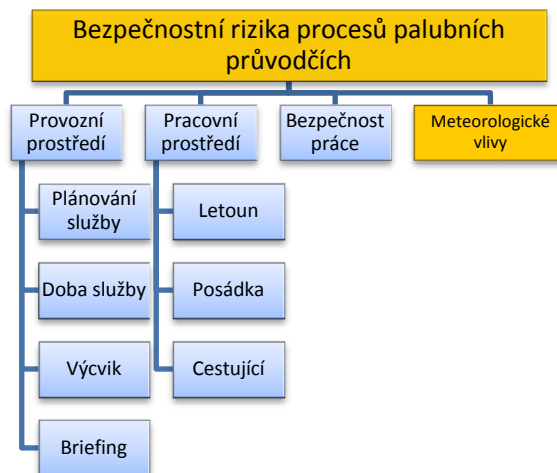 Bezpečnostní rizika procesů palubních
průvodčích
Provozní
prostředí
Pracovní
prostředí
Bezpečnost
práce
Meteorologické
vlivy
Plánování
služby
Letoun
Doba služby
Posádka
Výcvik
Cestující
Briefing